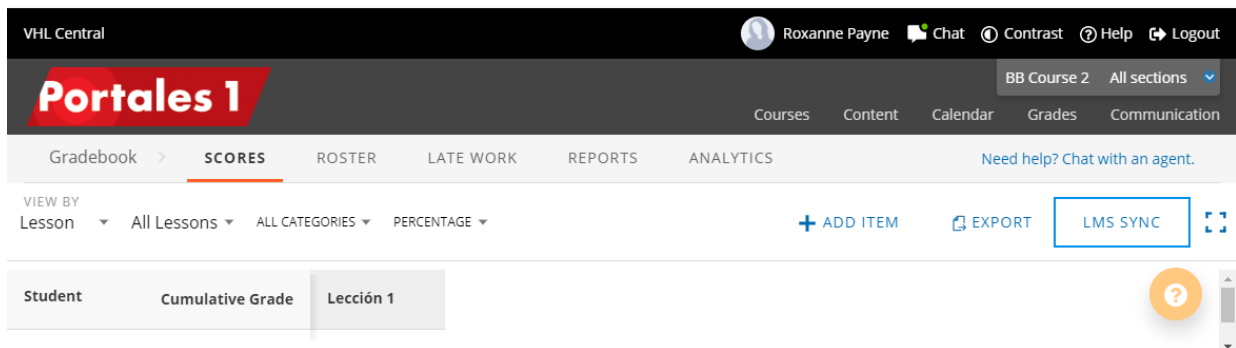 VHL Central Roxanne Payne Chat Contrast ? Help Logout
BB Course 2 All sections
Portales 1
Courses Content Calendar Grades Communication
Gradebook > SCORES ROSTER LATE WORK REPORTS ANALYTICS Need help? Chat with an agent.
VIEW BY
Lesson All Lessons ALL CATEGORIES PERCENTAGE + ADD ITEM EXPORT LMS SYNC
Student Cumulative Grade Lección 1 ?